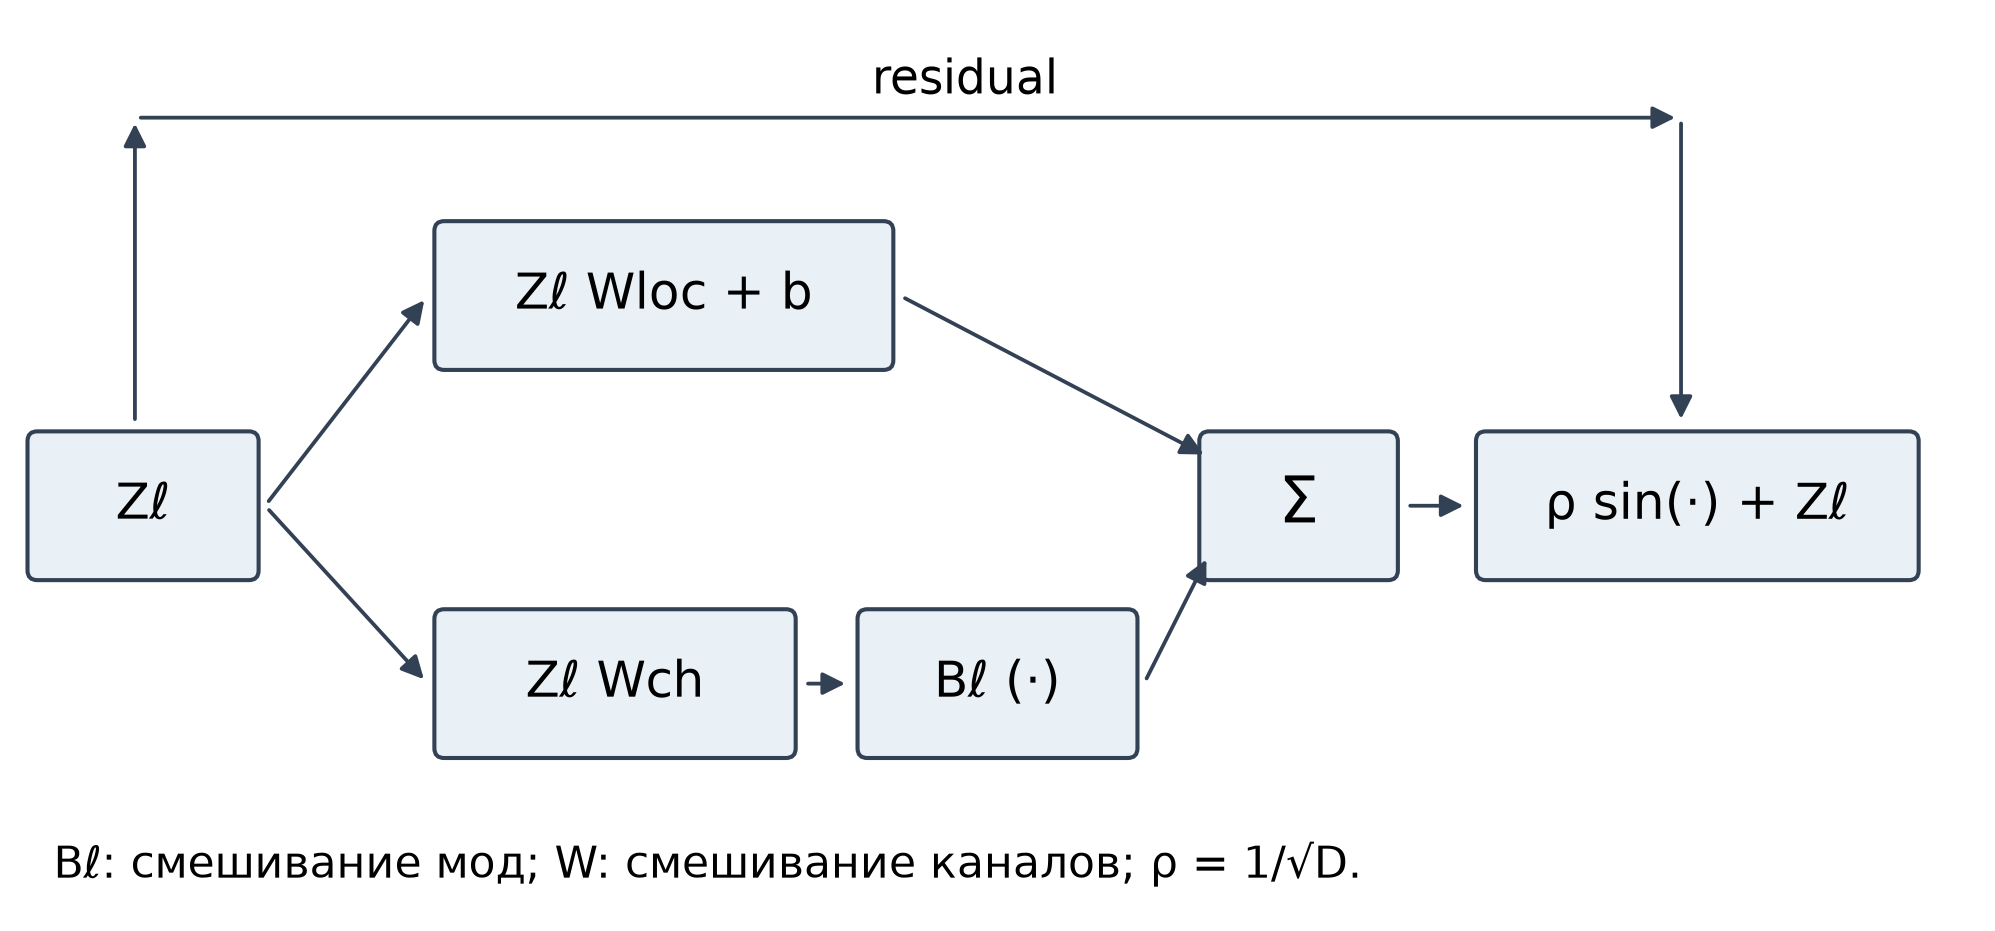 residual
Zℓ Wloc + b
Zℓ
Σ
ρ sin(·) + Zℓ
Zℓ Wch
Bℓ (·)
Bℓ: смешивание мод; W: смешивание каналов; ρ = 1/√D.